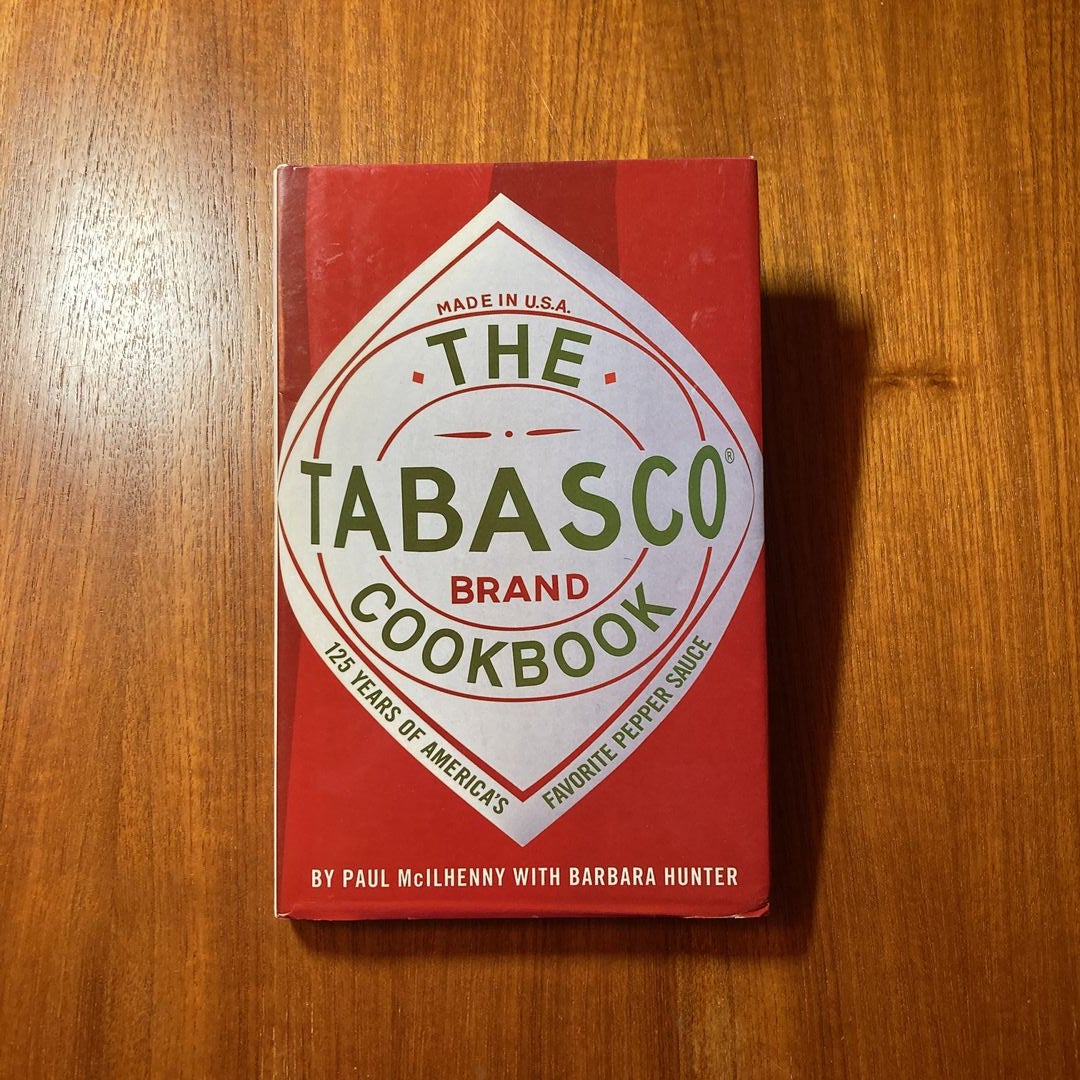 MADE IN U.S.A.
THE
TABASCO®
BRAND
COOKBOOK
125 YEARS OF AMERICA'S
FAVORITE PEPPER SAUCE
BY PAUL McILHENNY WITH BARBARA HUNTER